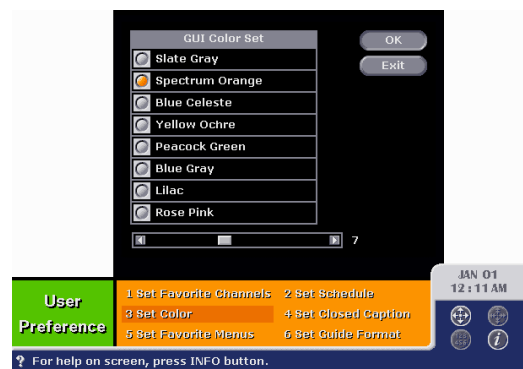 GUI Color Set
Slate Gray
Spectrum Orange
Blue Celeste
Yellow Ochre
Peacock Green
Blue Gray
Lilac
Rose Pink
7
OK
Exit
User Preference
1 Set Favorite Channels 2 Set Schedule
3 Set Color 4 Set Closed Caption
5 Set Favorite Menus 6 Set Guide Format
JAN 01
12 : 11 AM
i
? For help on screen, press INFO button.